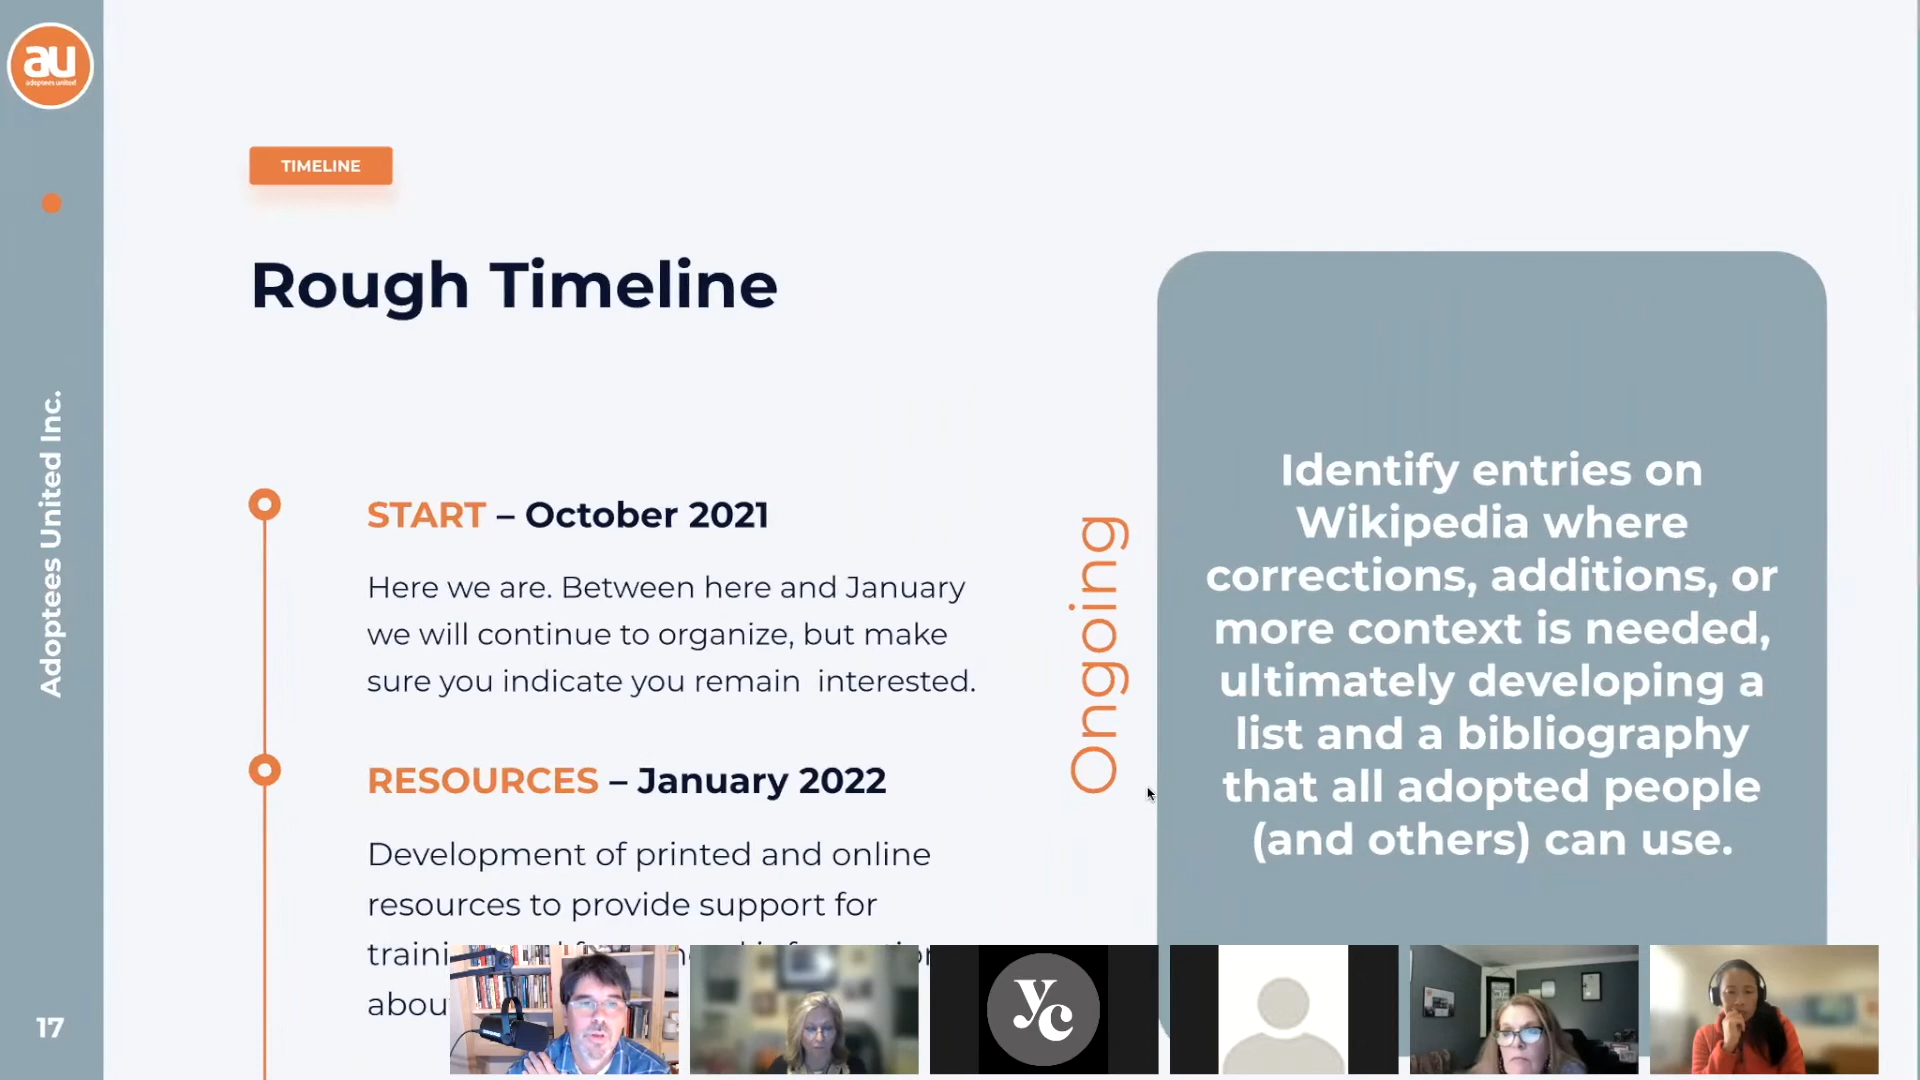 au
adoptees united
Adoptees United Inc.
17
TIMELINE
Rough Timeline
START – October 2021
Here we are. Between here and January
we will continue to organize, but make
sure you indicate you remain interested.
RESOURCES – January 2022
Development of printed and online
resources to provide support for
Ongoing
Identify entries on
Wikipedia where
corrections, additions, or
more context is needed,
ultimately developing a
list and a bibliography
that all adopted people
(and others) can use.
yc